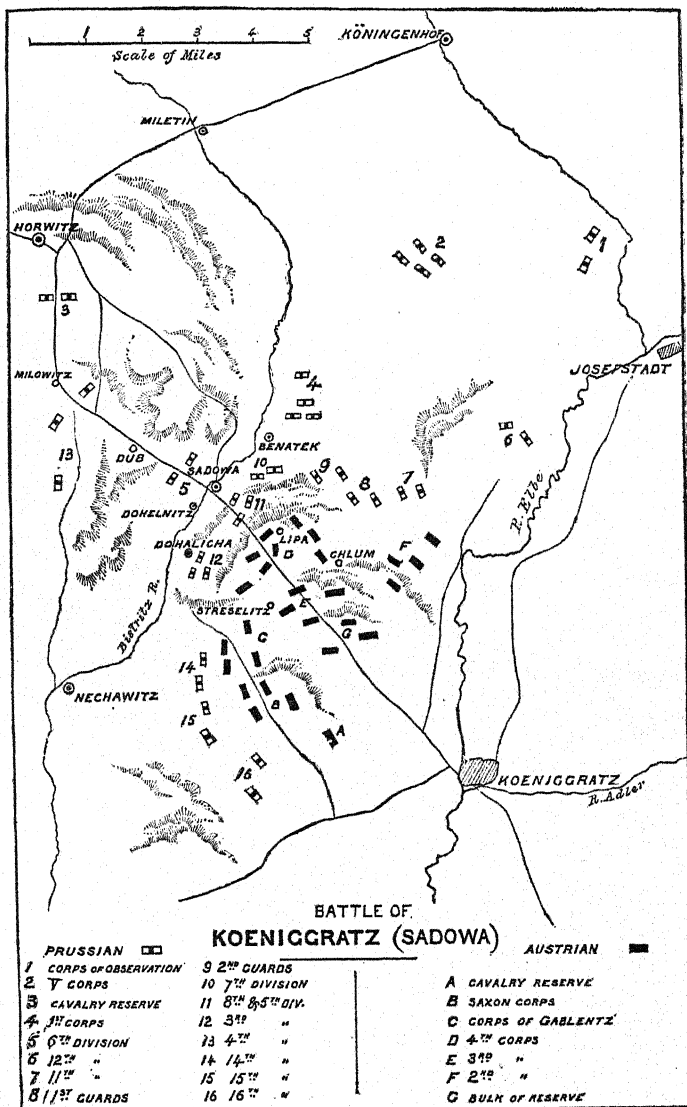 1 2 3 4 5
Scale of Miles
KÖNINGENHOF
MILETIN
HORWITZ
2
1
3
JOSEFSTADT
MILOWITZ
4
6
BENATEK
DUB
13
SADOWA
10
9
8
7
5
11
DOHELNITZ
LIPA
R. Elbe
DOHALICHA
D
CHLUM
F
12
E
STRESELITZ
Bistritz R.
C
G
14
NECHAWITZ
B
15
A
16
KOENIGGRATZ
R. Adler
BATTLE OF
KOENIGGRATZ (SADOWA)
PRUSSIAN
AUSTRIAN
1 CORPS OF OBSERVATION
2 V CORPS
3 CAVALRY RESERVE
4 1ST CORPS
5 6TH DIVISION
6 12TH "
7 11TH "
8 11ST GUARDS
9 2ND GUARDS
10 7TH DIVISION
11 8TH & 5TH DIV.
12 3RD "
13 4TH "
14 14TH "
15 15TH "
16 16TH "
A CAVALRY RESERVE
B SAXON CORPS
C CORPS OF GABLENTZ
D 4TH CORPS
E 3RD "
F 2ND "
G BULK OF RESERVE